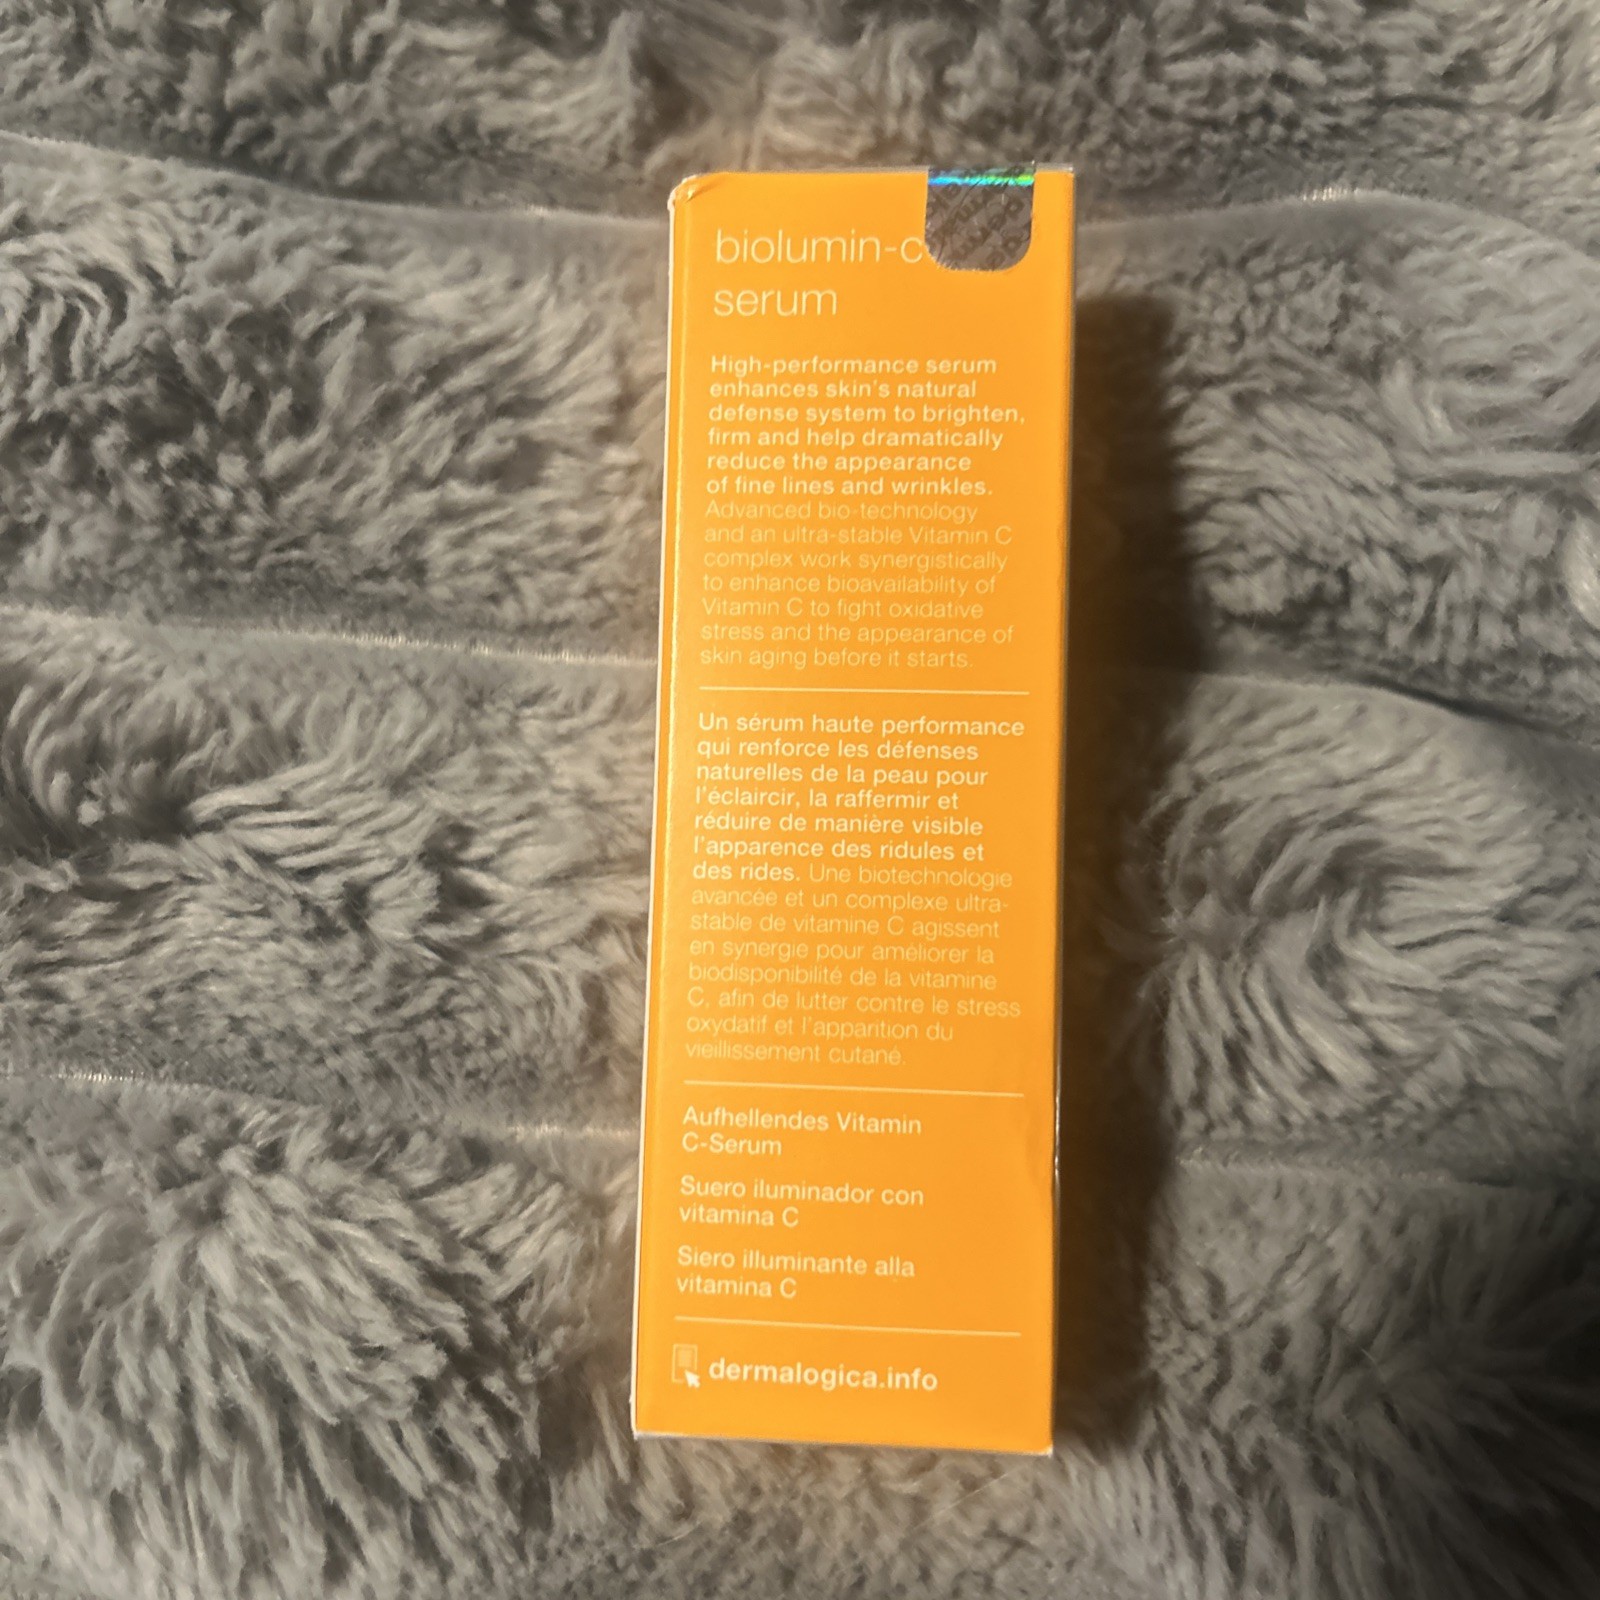 biolumin-c
serum
High-performance serum
enhances skin's natural
defense system to brighten,
firm and help dramatically
reduce the appearance
of fine lines and wrinkles.
Advanced bio-technology
and an ultra-stable Vitamin C
complex work synergistically
to enhance bioavailability of
Vitamin C to fight oxidative
stress and the appearance of
skin aging before it starts.
Un sérum haute performance
qui renforce les défenses
naturelles de la peau pour
l'éclaircir, la raffermir et
réduire de manière visible
l'apparence des ridules et
des rides. Une biotechnologie
avancée et un complexe ultra-
stable de vitamine C agissent
en synergie pour améliorer la
biodisponibilité de la vitamine
C, afin de lutter contre le stress
oxydatif et l'apparition du
vieillissement cutané.
Aufhellendes Vitamin
C-Serum
Suero iluminador con
vitamina C
Siero illuminante alla
vitamina C
dermalogica.info